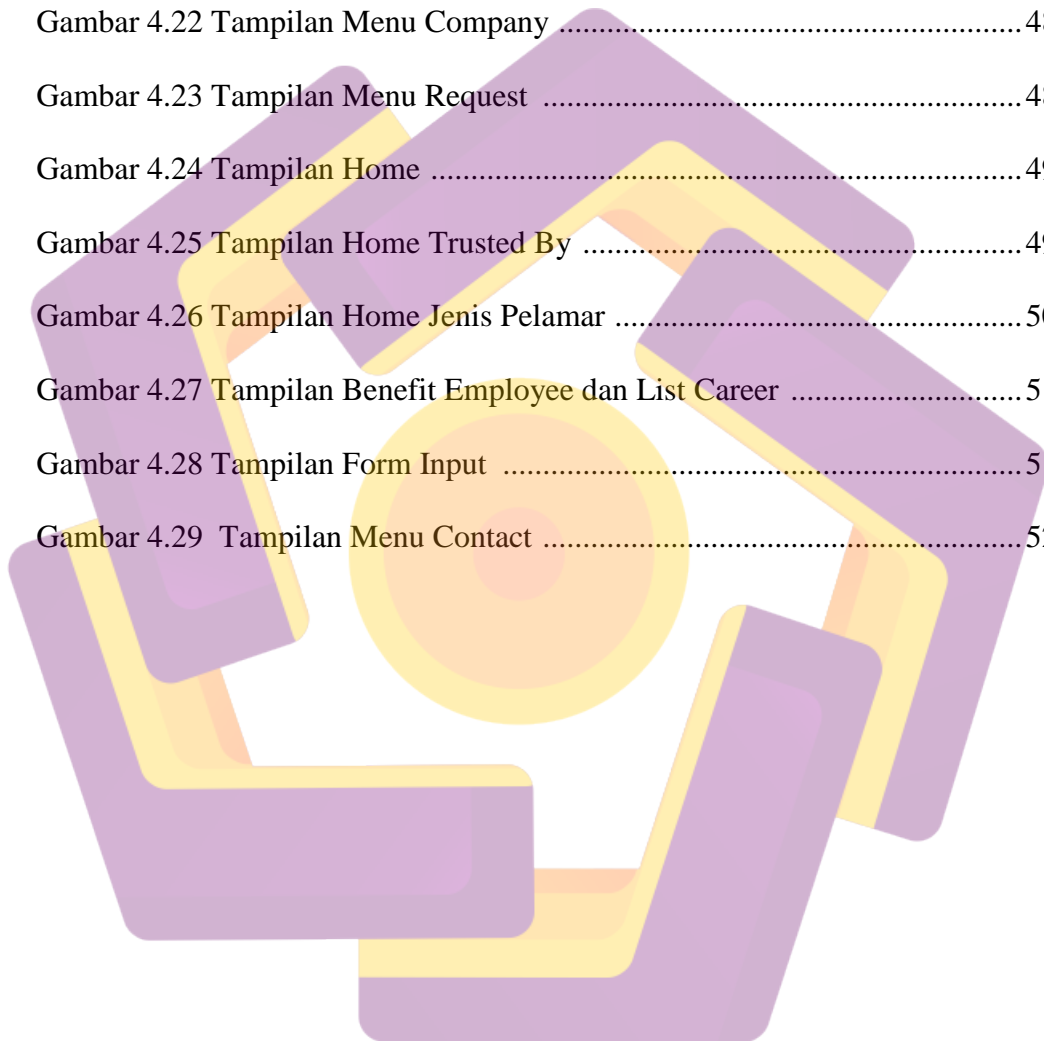 Gambar 4.22 Tampilan Menu Company .......................................................... 48
Gambar 4.23 Tampilan Menu Request ............................................................ 48
Gambar 4.24 Tampilan Home .......................................................................... 49
Gambar 4.25 Tampilan Home Trusted By ....................................................... 49
Gambar 4.26 Tampilan Home Jenis Pelamar ................................................... 50
Gambar 4.27 Tampilan Benefit Employee dan List Career ............................. 5
Gambar 4.28 Tampilan Form Input ................................................................. 5
Gambar 4.29 Tampilan Menu Contact ............................................................ 52